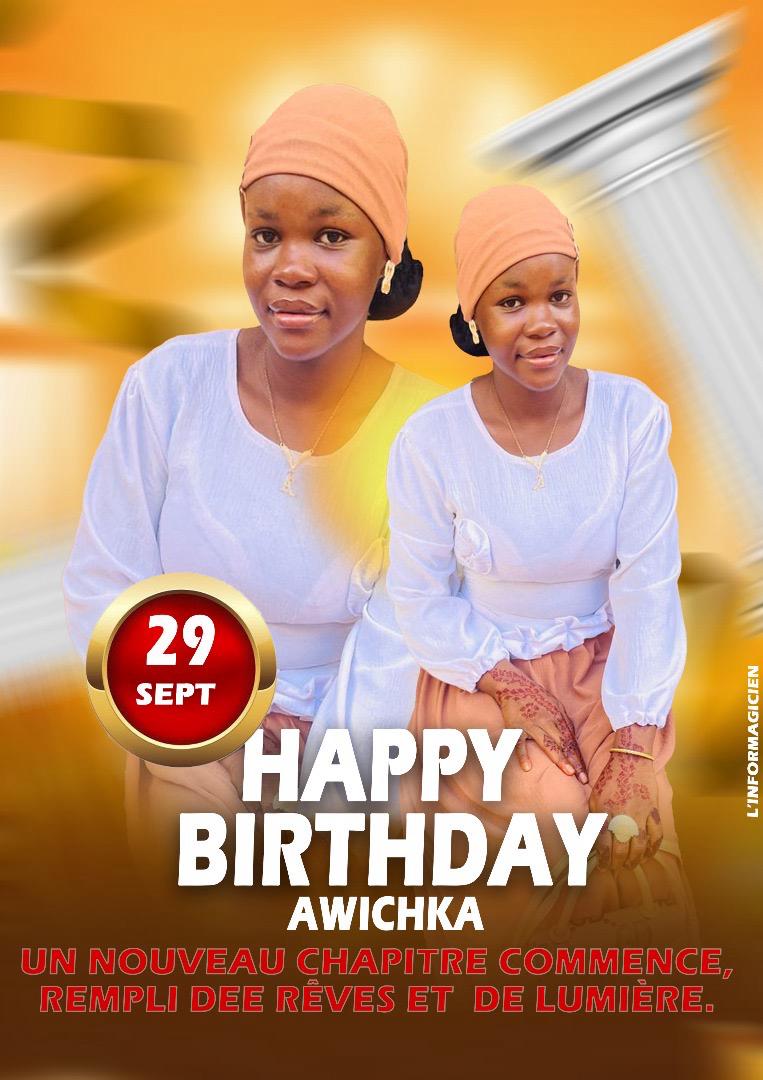 29
SEPT
HAPPY
BIRTHDAY
AWICHKA
UN NOUVEAU CHAPITRE COMMENCE,
REMPLI DEE RÊVES ET DE LUMIÈRE.
L'INFORMAGICIEN